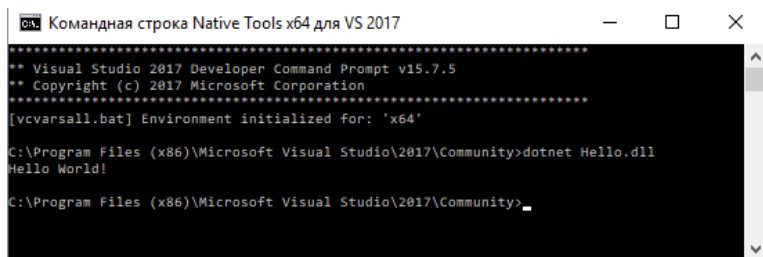 Командная строка Native Tools x64 для VS 2017
**********************************************************************
** Visual Studio 2017 Developer Command Prompt v15.7.5
** Copyright (c) 2017 Microsoft Corporation
**********************************************************************
[vcvarsall.bat] Environment initialized for: 'x64'
C:\Program Files (x86)\Microsoft Visual Studio\2017\Community>dotnet Hello.dll
Hello World!
C:\Program Files (x86)\Microsoft Visual Studio\2017\Community>